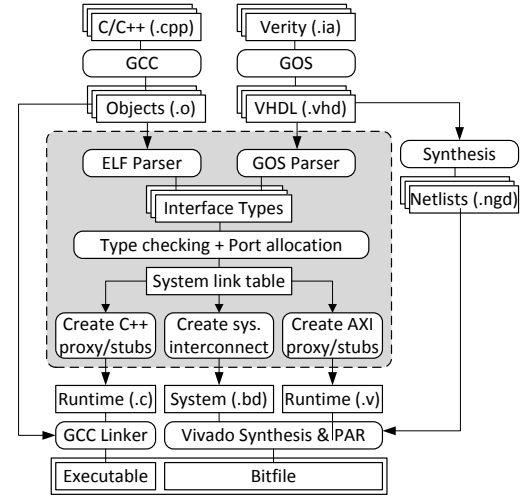 C/C++ (.cpp)
Verity (.ia)
GCC
GOS
Objects (.o)
VHDL (.vhd)
ELF Parser
GOS Parser
Synthesis
Netlists (.ngd)
Interface Types
Type checking + Port allocation
System link table
Create C++
proxy/stubs
Create sys.
interconnect
Create AXI
proxy/stubs
Runtime (.c)
System (.bd)
Runtime (.v)
GCC Linker
Vivado Synthesis & PAR
Executable
Bitfile